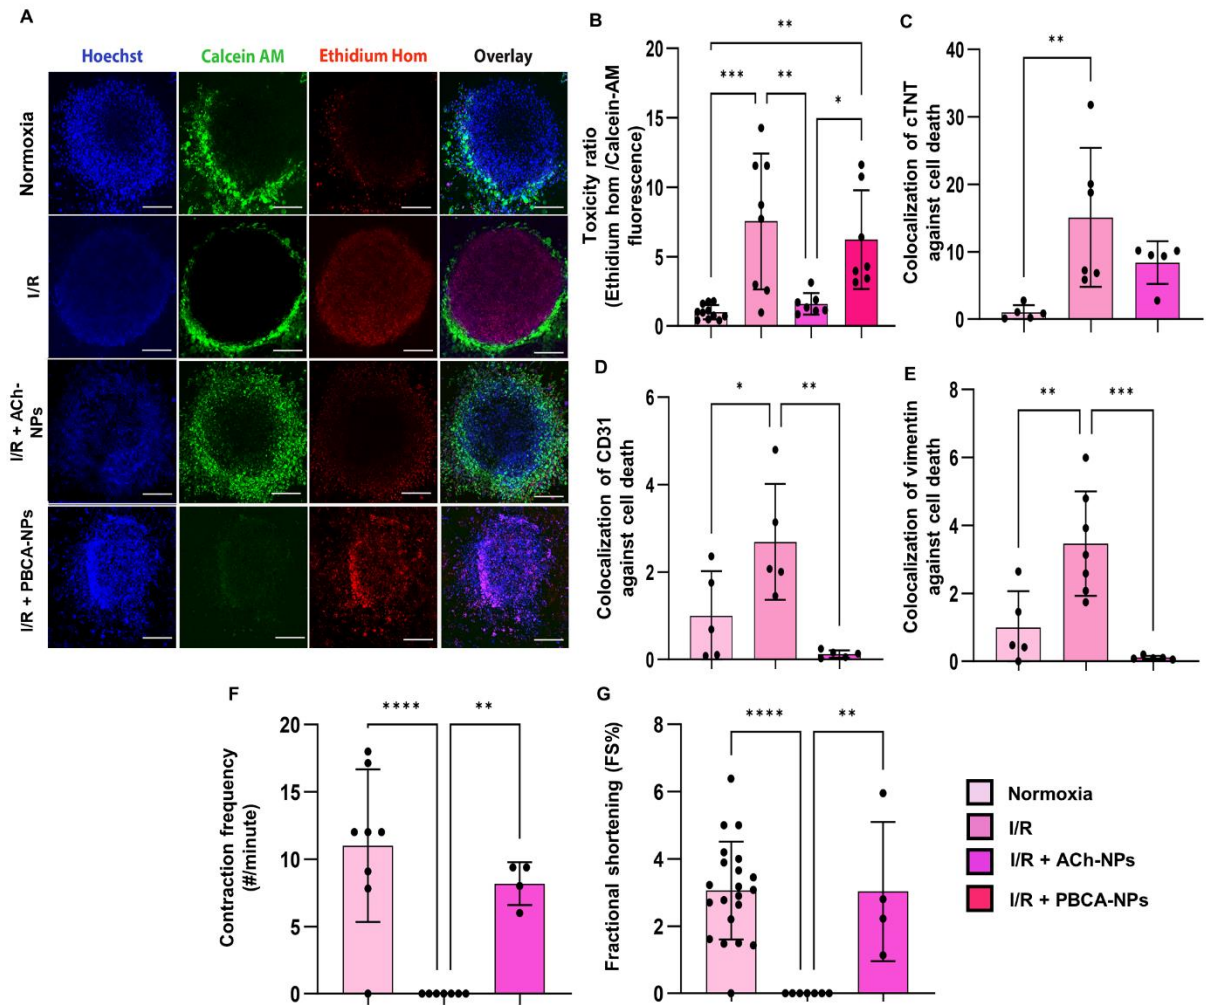 A
Hoechst
Calcein AM
Ethidium Hom
Overlay
Normoxia
I/R
I/R + ACh-
NPs
I/R + PBCA-NPs
B
Toxicity ratio
(Ethidium hom /Calcein-AM
fluorescence)
20
15
10
5
0
**
***
**
*
C
Colocalization of cTNT
against cell death
40
30
20
10
0
**
D
Colocalization of CD31
against cell death
6
4
2
0
*
**
E
Colocalization of vimentin
against cell death
8
6
4
2
0
**
***
F
Contraction frequency
(#/minute)
20
15
10
5
0
****
**
G
Fractional shortening (FS%)
8
6
4
2
0
****
**
Normoxia
I/R
I/R + ACh-NPs
I/R + PBCA-NPs